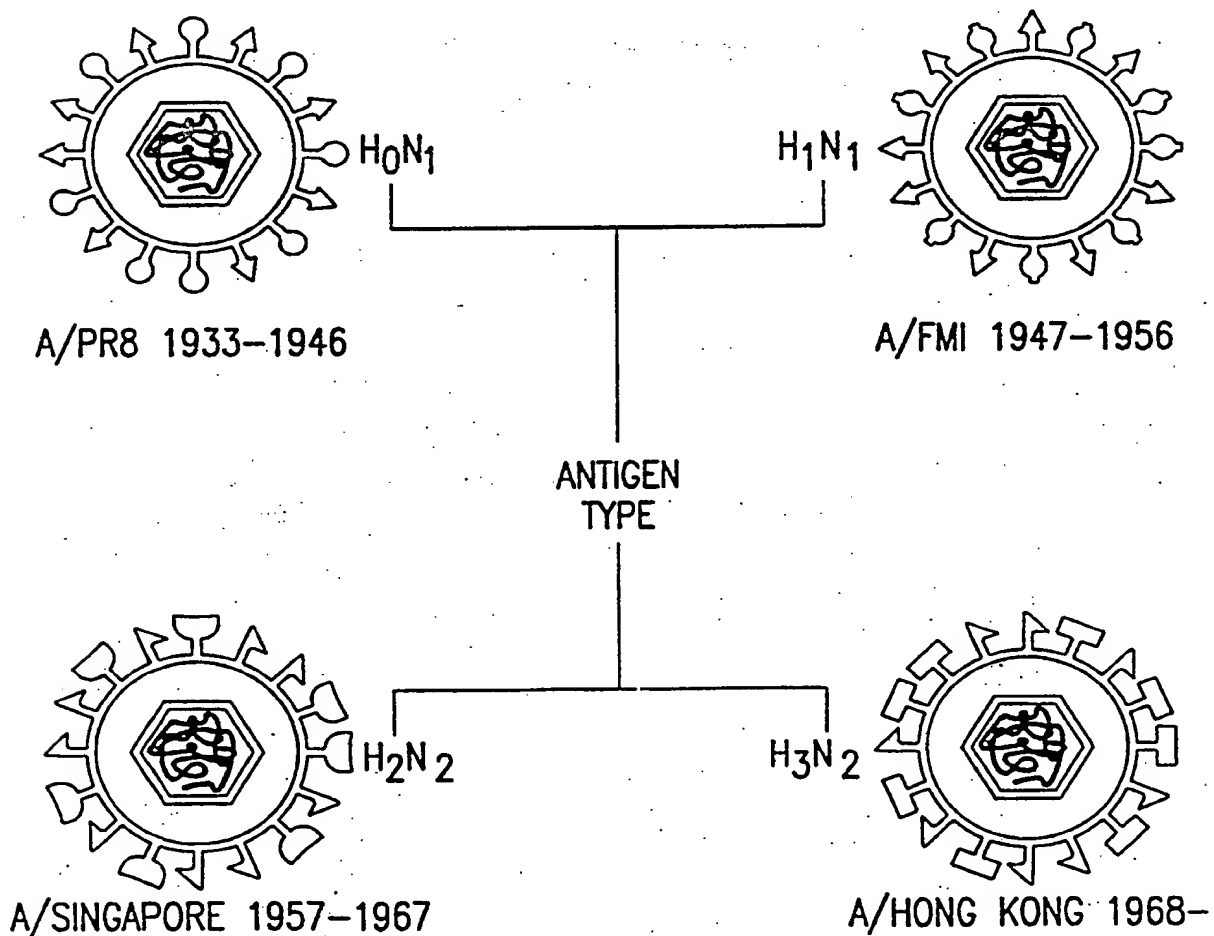 H₀N₁
H₁N₁
A/PR8 1933–1946
A/FMI 1947–1956
ANTIGEN
TYPE
H₂N₂
H₃N₂
A/SINGAPORE 1957–1967
A/HONG KONG 1968–